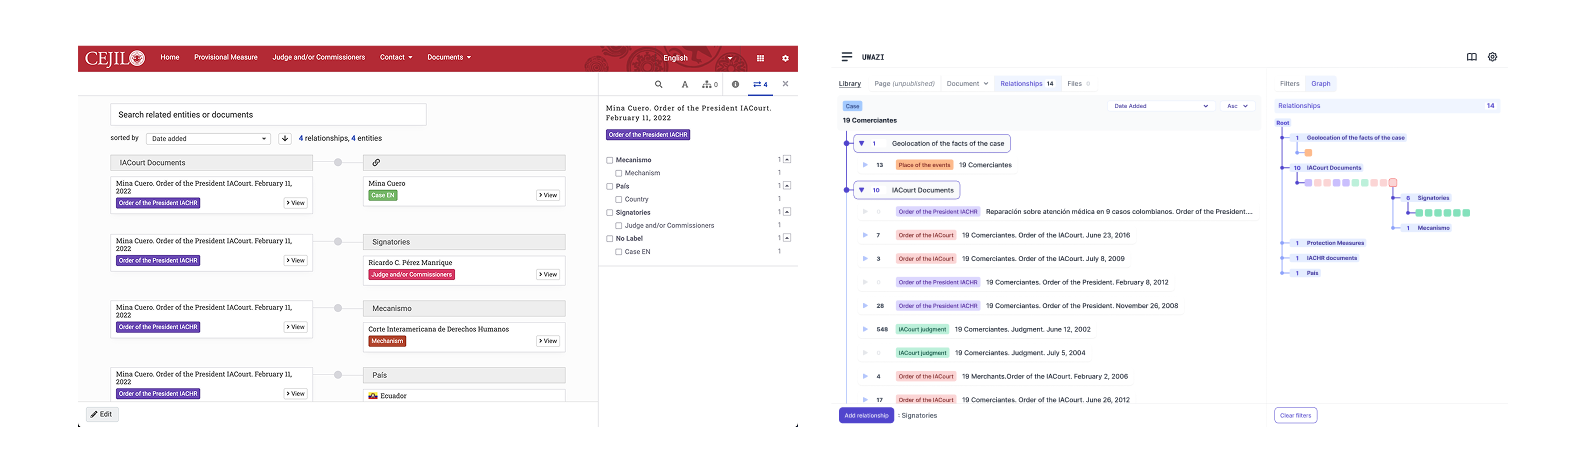 CEJIL
Home Provisional Measure Judge and/or Commissioners Contact Documents English
A 0 4
Search related entities or documents
sorted by Date added 4 relationships, 4 entities
IACourt Documents
Mina Cuero. Order of the President IACourt. February 11, 2022
Order of the President IACHR
View
Mina Cuero
Case EN
View
Mina Cuero. Order of the President IACourt. February 11, 2022
Order of the President IACHR
View
Signatories
Ricardo C. Pérez Manrique
Judge and/or Commissioners
View
Mina Cuero. Order of the President IACourt. February 11, 2022
Order of the President IACHR
View
Mecanismo
Corte Interamericana de Derechos Humanos
Mechanism
View
Mina Cuero. Order of the President IACourt. February 11, 2022
Order of the President IACHR
View
País
Ecuador
Edit
Mina Cuero. Order of the President IACourt.
February 11, 2022
Order of the President IACHR
Mecanismo 1
Mechanism 1
País 1
Country 1
Signatories 1
Judge and/or Commissioners 1
No Label 1
Case EN 1
UWAZI
Library Page (unpublished) Document Relationships 14 Files 0
Case Date Added Asc
19 Comerciantes
1 Geolocation of the facts of the case
13 Place of the events 19 Comerciantes
10 IACourt Documents
0 Order of the President IACHR Reparación sobre atención médica en 9 casos colombianos. Order of the President....
7 Order of the IACourt 19 Comerciantes. Order of the IACourt. June 23, 2016
3 Order of the IACourt 19 Comerciantes. Order of the IACourt. July 8, 2009
0 Order of the President IACHR 19 Comerciantes. Order of the President. February 8, 2012
28 Order of the President IACHR 19 Comerciantes. Order of the President. November 26, 2008
548 IACourt judgment 19 Comerciantes. Judgment. June 12, 2002
0 IACourt judgment 19 Comerciantes. Judgment. July 5, 2004
4 Order of the IACourt 19 Merchants.Order of the IACourt. February 2, 2006
17 Order of the IACourt 19 Comerciantes. Order of the IACourt. June 26, 2012
Add relationship : Signatories
Filters Graph
Relationships 14
Root
1 Geolocation of the facts of the case
10 IACourt Documents
6 Signatories
1 Mecanismo
1 Protection Measures
1 IACHR documents
1 País
Clear filters